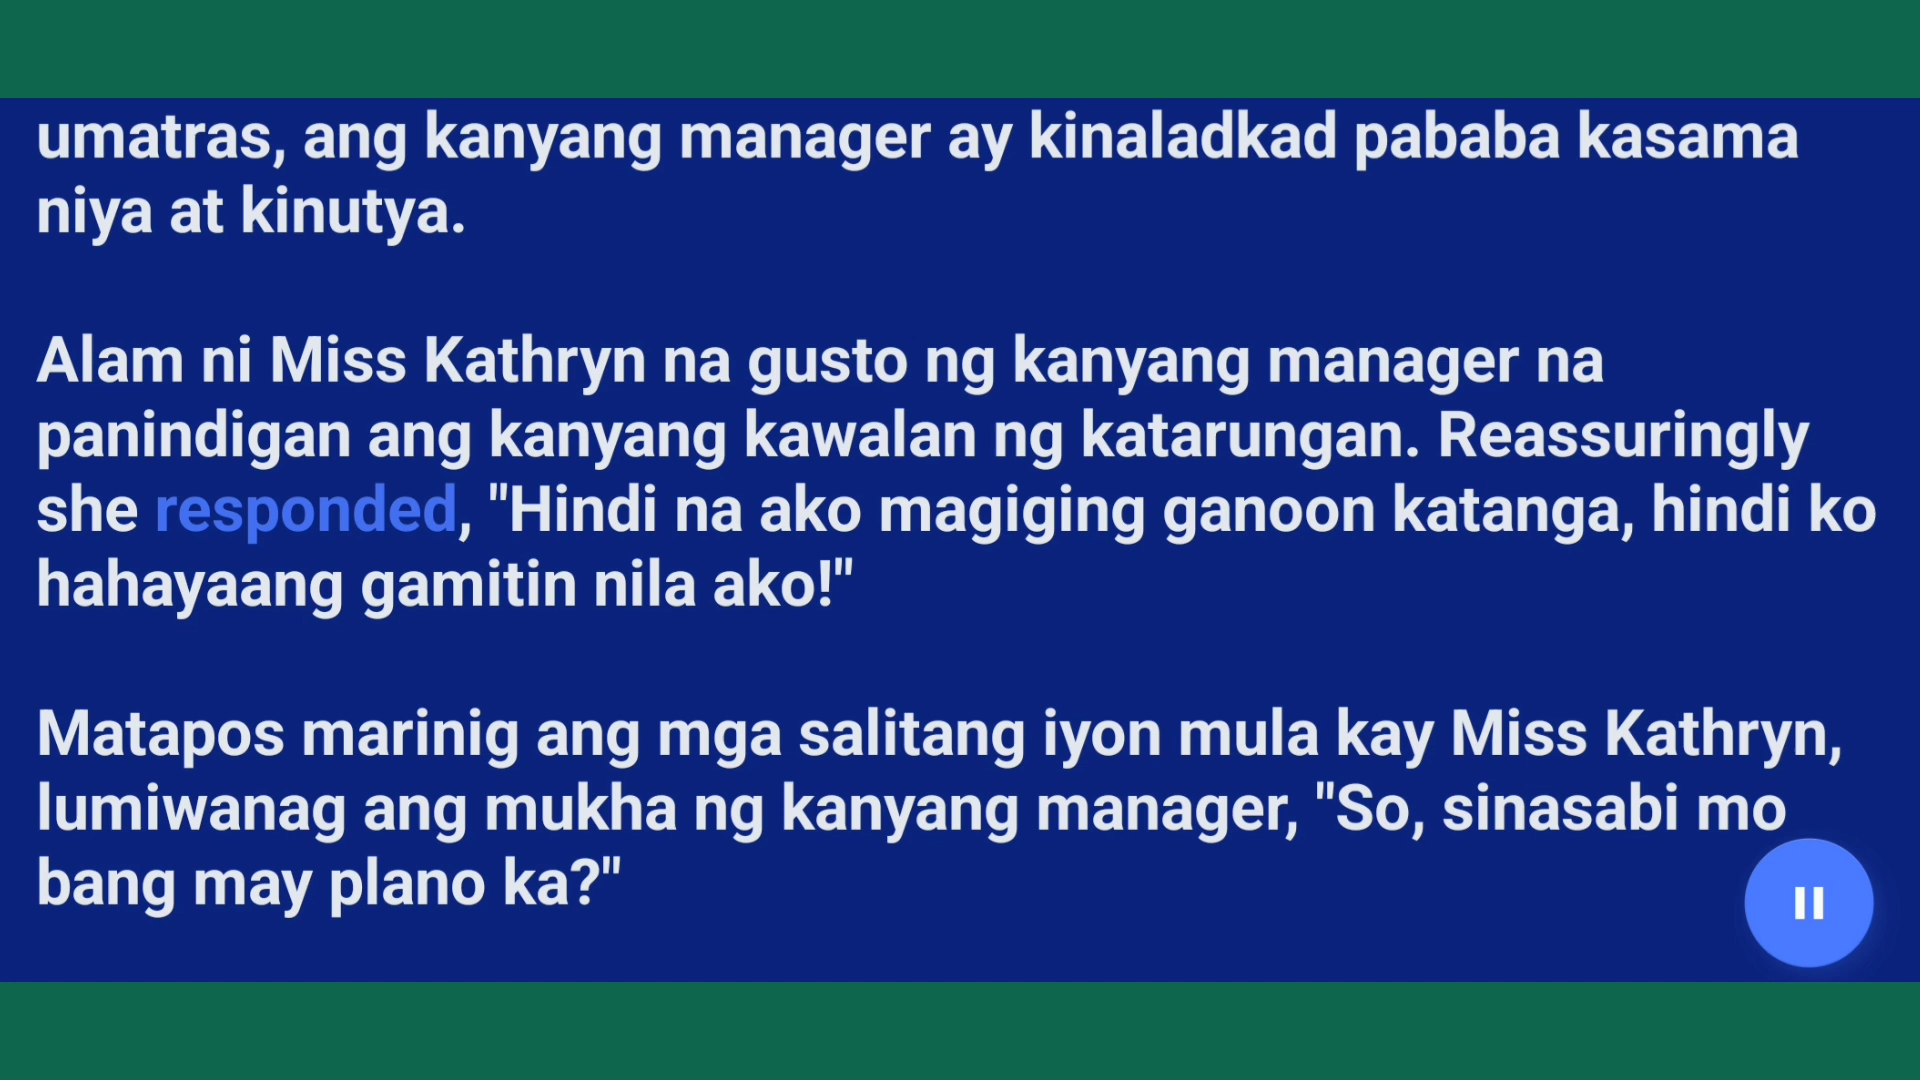 umatras, ang kanyang manager ay kinaladkad pababa kasama
niya at kinutya.
Alam ni Miss Kathryn na gusto ng kanyang manager na
panindigan ang kanyang kawalan ng katarungan. Reassuringly
she responded, "Hindi na ako magiging ganoon katanga, hindi ko
hahayaang gamitin nila ako!"
Matapos marinig ang mga salitang iyon mula kay Miss Kathryn,
lumiwanag ang mukha ng kanyang manager, "So, sinasabi mo
bang may plano ka?"